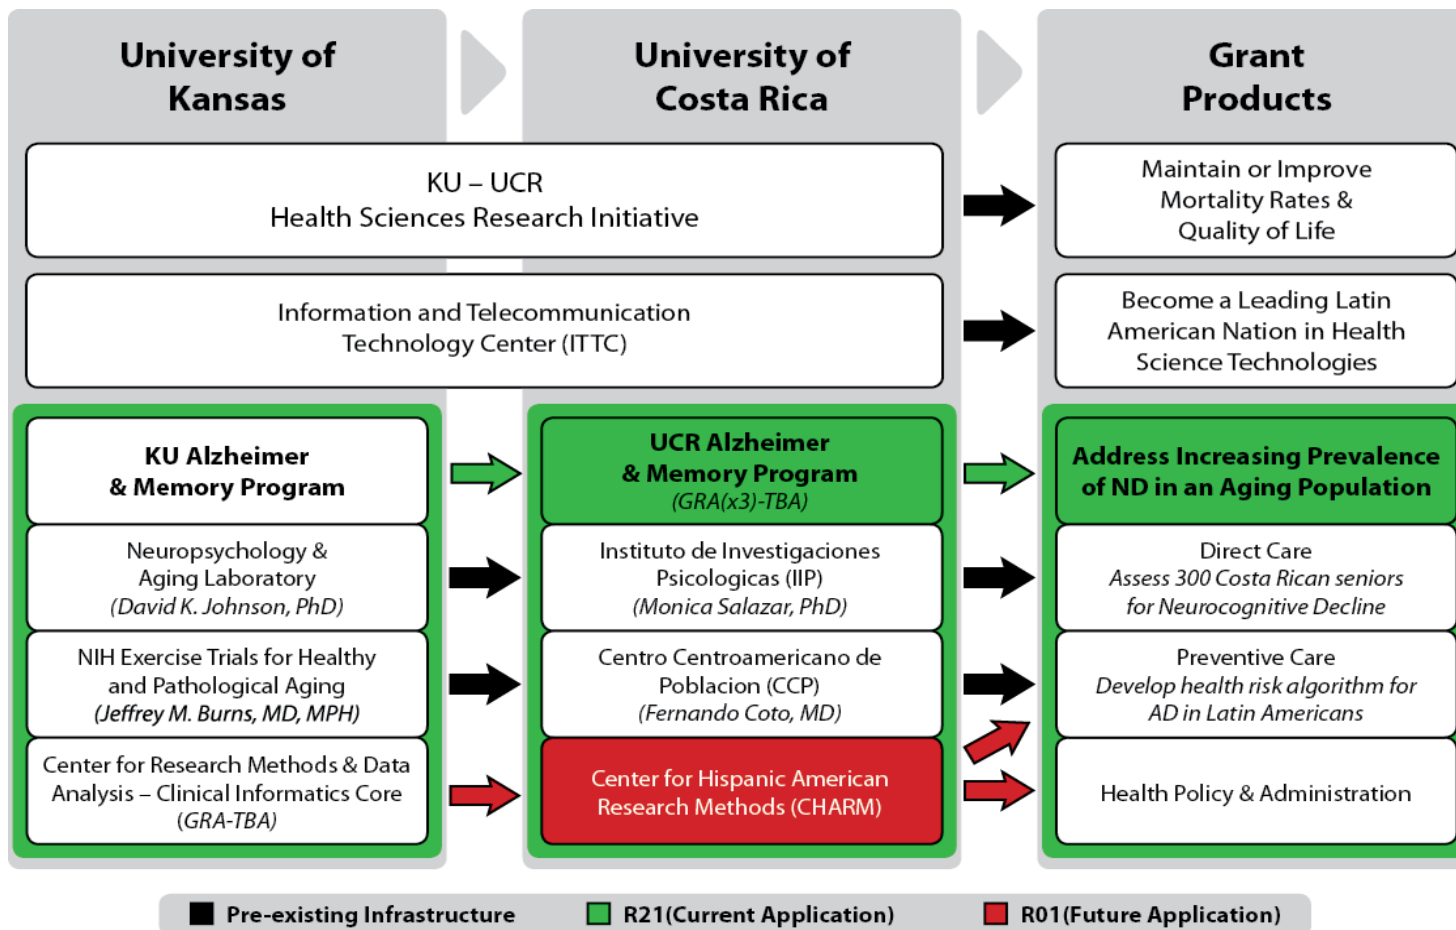 University of
Kansas
University of
Costa Rica
Grant
Products
KU – UCR
Health Sciences Research Initiative
Maintain or Improve
Mortality Rates &
Quality of Life
Information and Telecommunication
Technology Center (ITTC)
Become a Leading Latin
American Nation in Health
Science Technologies
KU Alzheimer
& Memory Program
UCR Alzheimer
& Memory Program
(GRA(x3)-TBA)
Address Increasing Prevalence
of ND in an Aging Population
Neuropsychology &
Aging Laboratory
(David K. Johnson, PhD)
Instituto de Investigaciones
Psicologicas (IIP)
(Monica Salazar, PhD)
Direct Care
Assess 300 Costa Rican seniors
for Neurocognitive Decline
NIH Exercise Trials for Healthy
and Pathological Aging
(Jeffrey M. Burns, MD, MPH)
Centro Centroamericano de
Poblacion (CCP)
(Fernando Coto, MD)
Preventive Care
Develop health risk algorithm for
AD in Latin Americans
Center for Research Methods & Data
Analysis – Clinical Informatics Core
(GRA-TBA)
Center for Hispanic American
Research Methods (CHARM)
Health Policy & Administration
Pre-existing Infrastructure
R21(Current Application)
R01(Future Application)